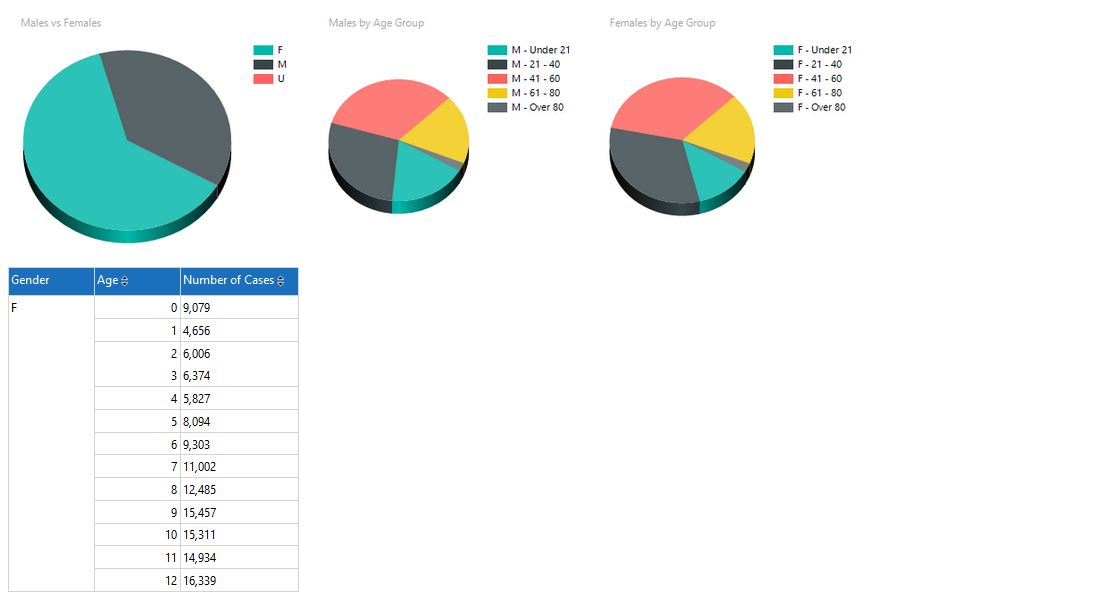 Males vs Females
F
M
U
Males by Age Group
M - Under 21
M - 21 - 40
M - 41 - 60
M - 61 - 80
M - Over 80
Females by Age Group
F - Under 21
F - 21 - 40
F - 41 - 60
F - 61 - 80
F - Over 80
Gender Age Number of Cases
F 0 9,079
1 4,656
2 6,006
3 6,374
4 5,827
5 8,094
6 9,303
7 11,002
8 12,485
9 15,457
10 15,311
11 14,934
12 16,339